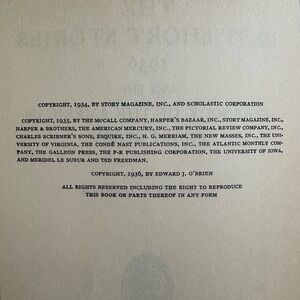 COPYRIGHT, 1934, BY STORY MAGAZINE, INC., AND SCHOLASTIC CORPORATION
COPYRIGHT, 1935, BY THE MCCALL COMPANY, HARPER'S BAZAAR, INC., STORY MAGAZINE, INC.,
HARPER & BROTHERS, THE AMERICAN MERCURY, INC., THE PICTORIAL REVIEW COMPANY, INC.,
CHARLES SCRIBNER'S SONS, ESQUIRE, INC., H. G. MERRIAM, THE NEW MASSES, INC., THE UNI-
VERSITY OF VIRGINIA, THE CONDÉ NAST PUBLICATIONS, INC., THE ATLANTIC MONTHLY COM-
PANY, THE GALLEON PRESS, THE F-R PUBLISHING CORPORATION, THE UNIVERSITY OF IOWA,
AND MERIDEL LE SUEUR AND TED FREEDMAN.
COPYRIGHT, 1936, BY EDWARD J. O'BRIEN
ALL RIGHTS RESERVED INCLUDING THE RIGHT TO REPRODUCE
THIS BOOK OR PARTS THEREOF IN ANY FORM